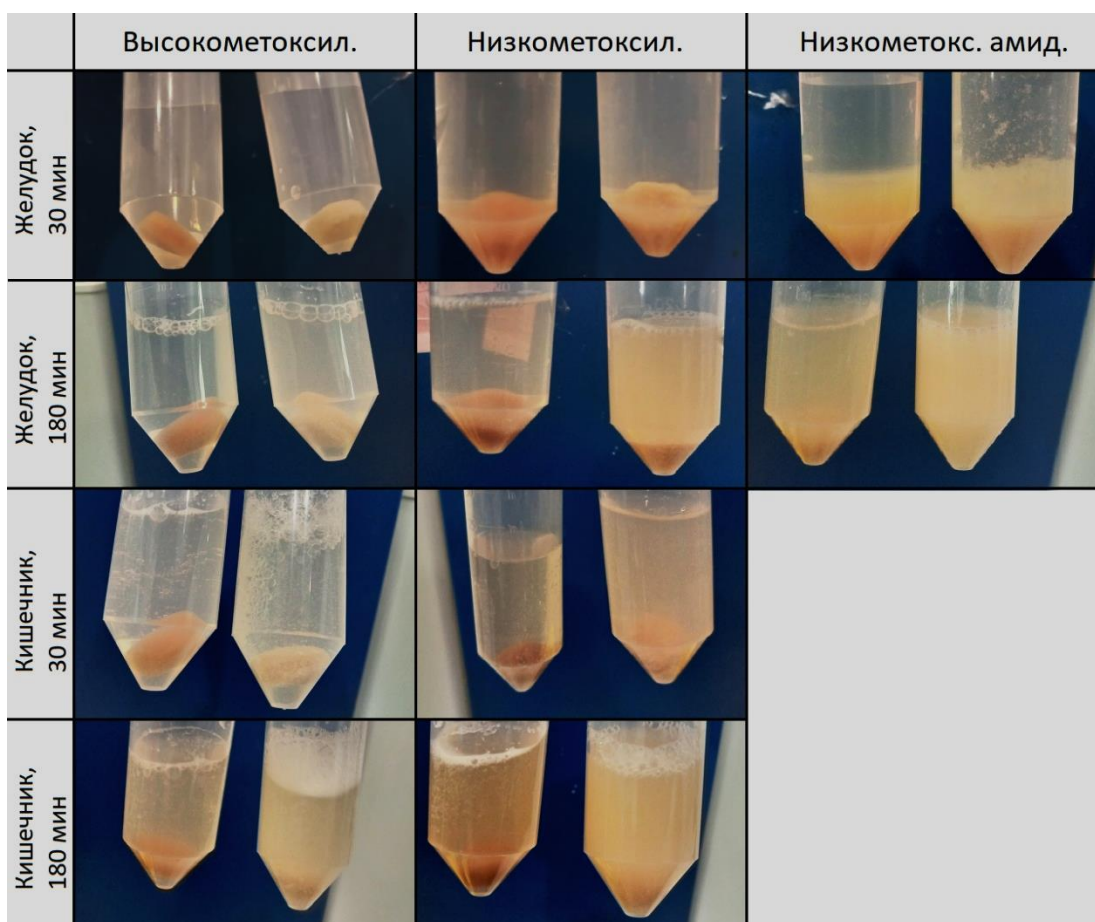 Высокометоксил.
Низкометоксил.
Низкометокс. амид.
Желудок,
30 мин
Желудок,
180 мин
Кишечник,
30 мин
Кишечник,
180 мин